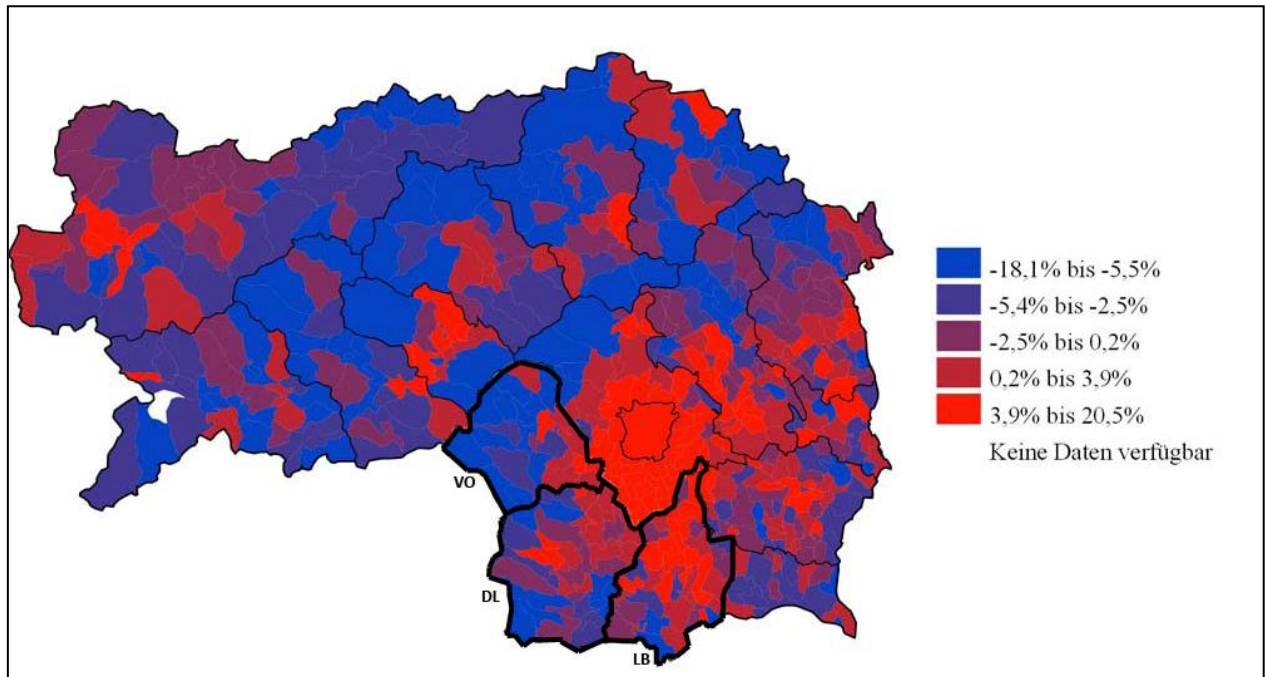 -18,1% bis -5,5%
-5,4% bis -2,5%
-2,5% bis 0,2%
0,2% bis 3,9%
3,9% bis 20,5%
Keine Daten verfügbar
VO
DL
LB